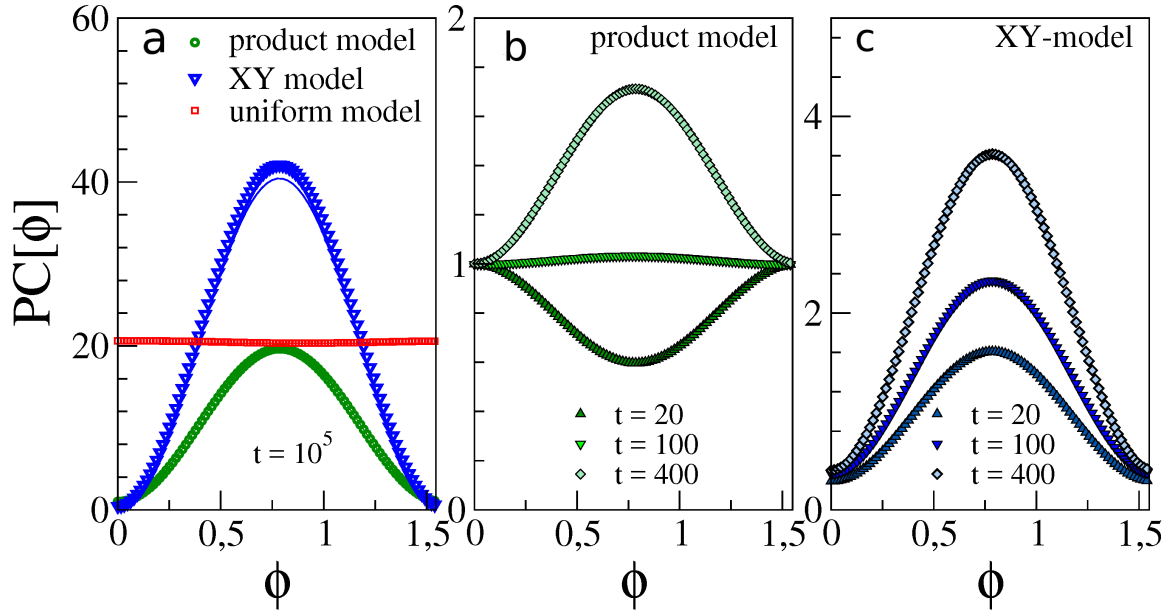 PC[ϕ]
60
40
20
0
a
product model
XY model
uniform model
t = 10⁵
0
0,5
1
1,5
ϕ
2
1
0
b
product model
t = 20
t = 100
t = 400
0
0,5
1
1,5
ϕ
4
2
0
c
XY-model
t = 20
t = 100
t = 400
0
0,5
1
1,5
ϕ